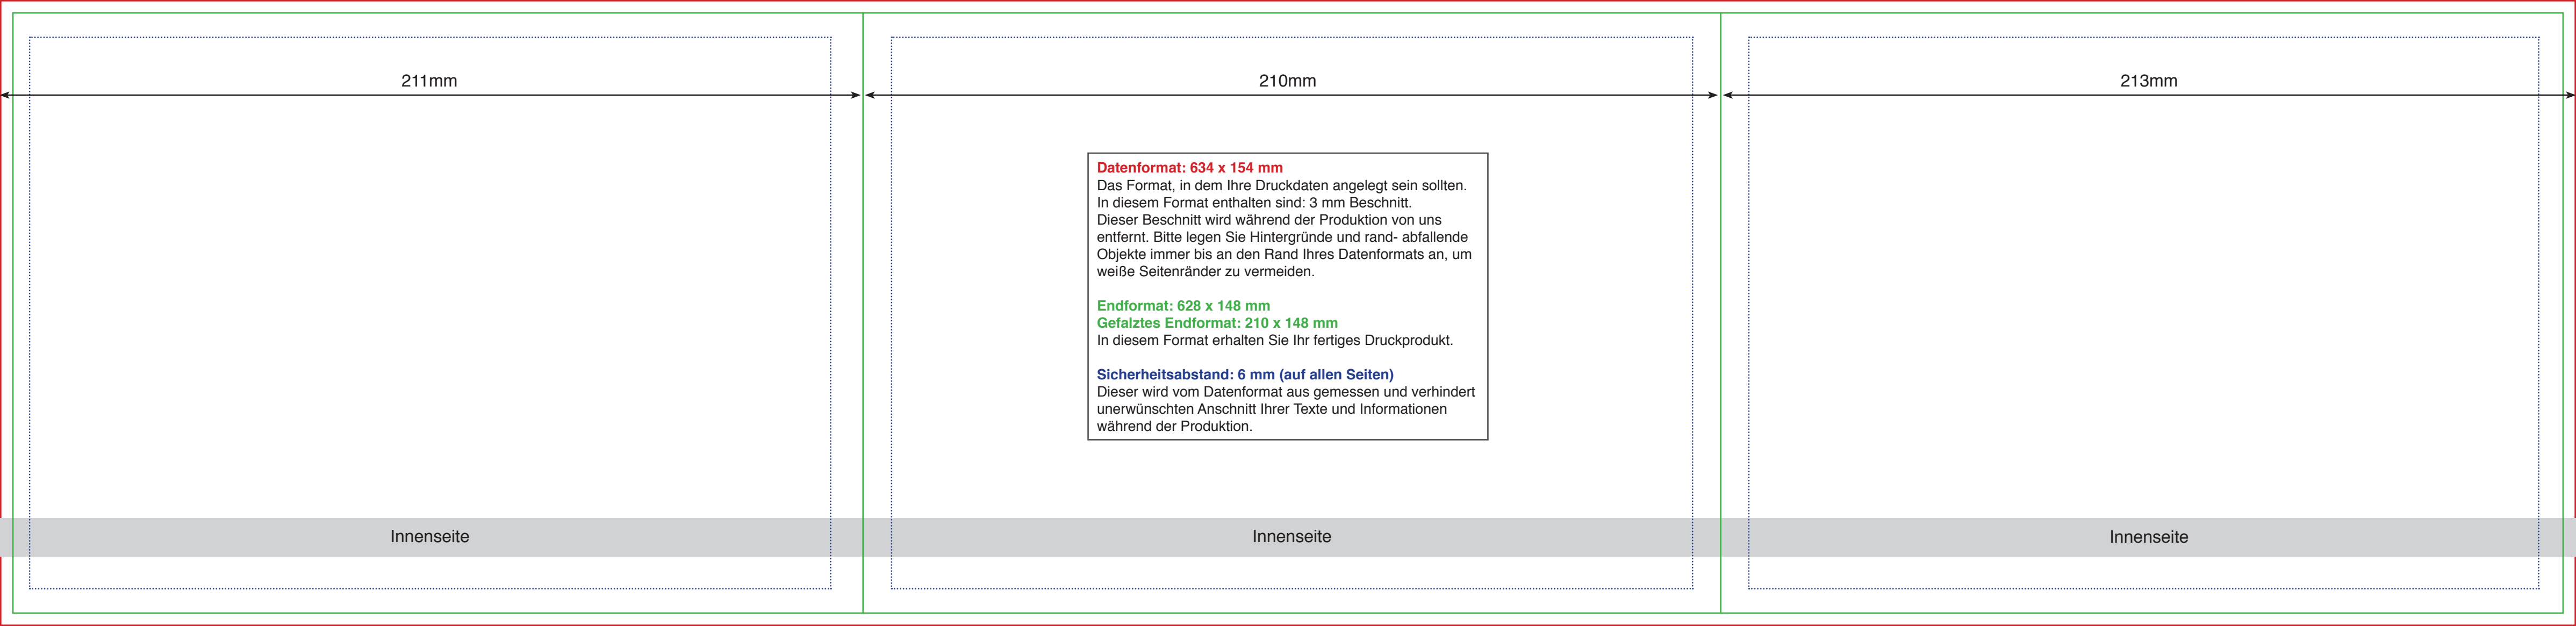 211mm
210mm
213mm
Datenformat: 634 x 154 mm
Das Format, in dem Ihre Druckdaten angelegt sein sollten.
In diesem Format enthalten sind: 3 mm Beschnitt.
Dieser Beschnitt wird während der Produktion von uns
entfernt. Bitte legen Sie Hintergründe und rand- abfallende
Objekte immer bis an den Rand Ihres Datenformats an, um
weiße Seitenränder zu vermeiden.
Endformat: 628 x 148 mm
Gefalztes Endformat: 210 x 148 mm
In diesem Format erhalten Sie Ihr fertiges Druckprodukt.
Sicherheitsabstand: 6 mm (auf allen Seiten)
Dieser wird vom Datenformat aus gemessen und verhindert
unerwünschten Anschnitt Ihrer Texte und Informationen
während der Produktion.
Innenseite
Innenseite
Innenseite